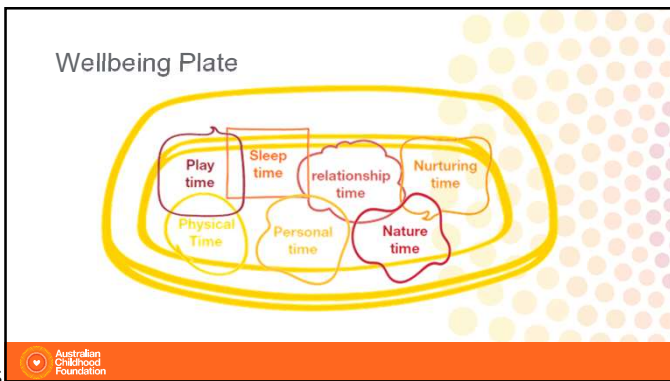 Wellbeing Plate
Play
time
Sleep
time
relationship
time
Nurturing
time
Physical
Time
Personal
time
Nature
time
Australian
Childhood
Foundation